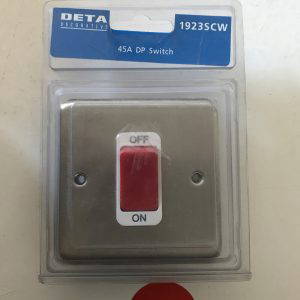 DETA
DECORATIVE
1923SCW
45A DP Switch
OFF
ON